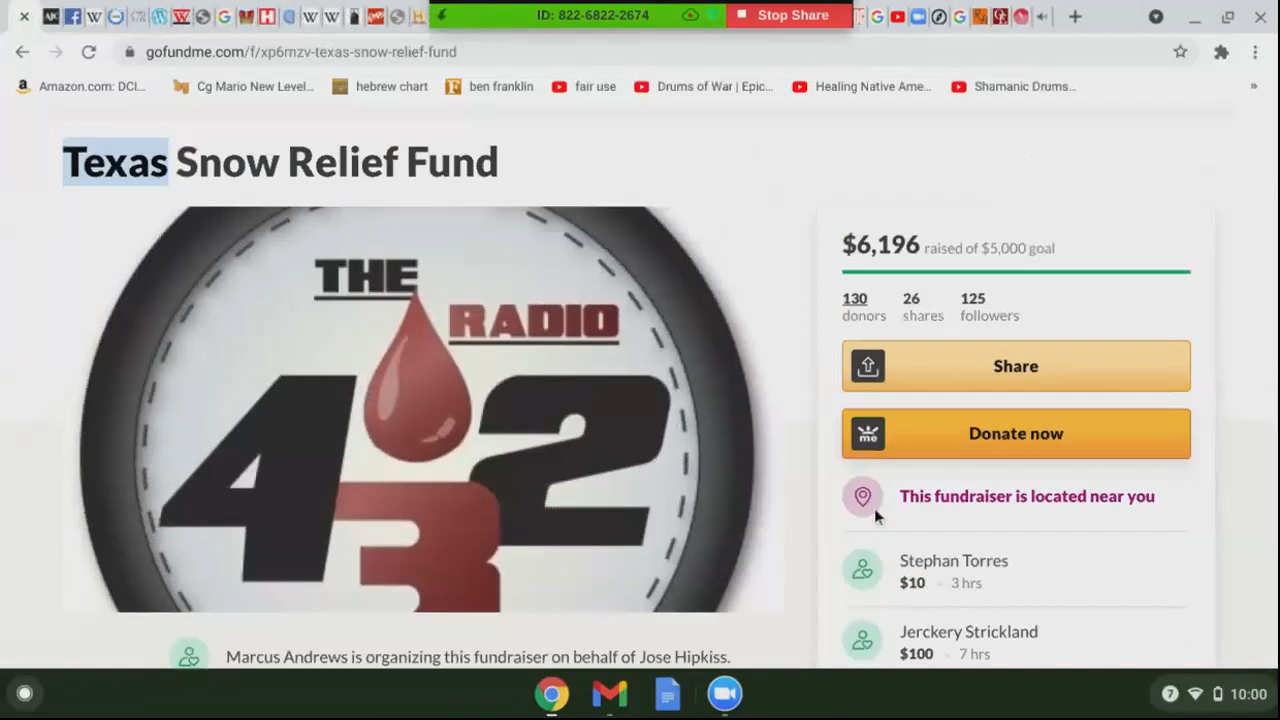 ID: 822-6822-2674
Stop Share
gofundme.com/f/xp6mzv-texas-snow-relief-fund
Amazon.com: DCI...
Cg Mario New Level...
hebrew chart
ben franklin
fair use
Drums of War | Epic...
Healing Native Ame...
Shamanic Drums...
»
Texas Snow Relief Fund
THE
RADIO
432
$6,196 raised of $5,000 goal
130 donors
26 shares
125 followers
Share
me
Donate now
This fundraiser is located near you
Stephan Torres
$10 • 3 hrs
Jerckery Strickland
$100 • 7 hrs
Marcus Andrews is organizing this fundraiser on behalf of Jose Hipkiss.
7
10:00